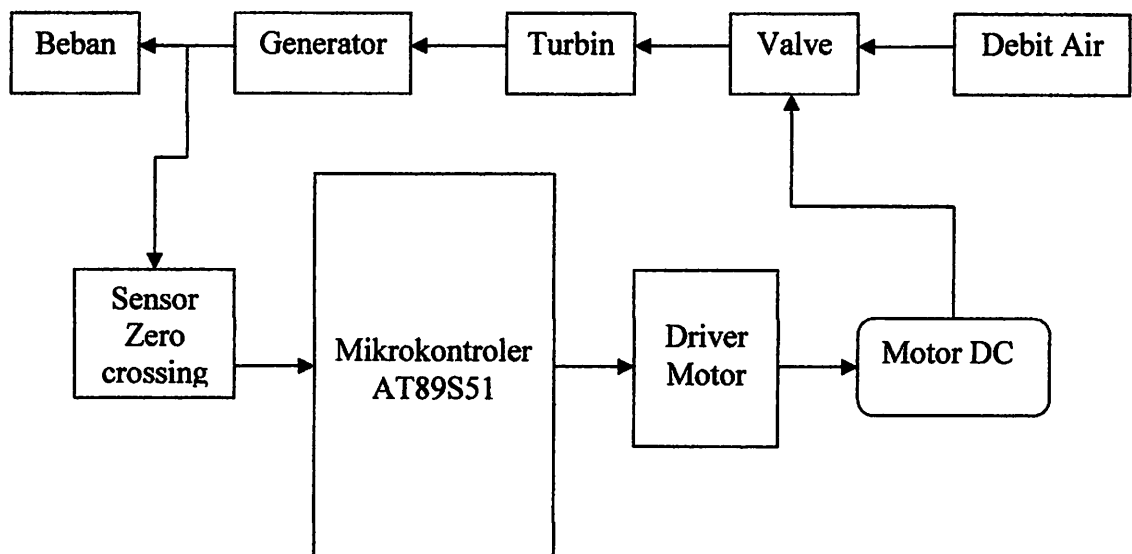 Beban
Generator
Turbin
Valve
Debit Air
Sensor
Zero
crossing
Mikrokontroler
AT89S51
Driver
Motor
Motor DC